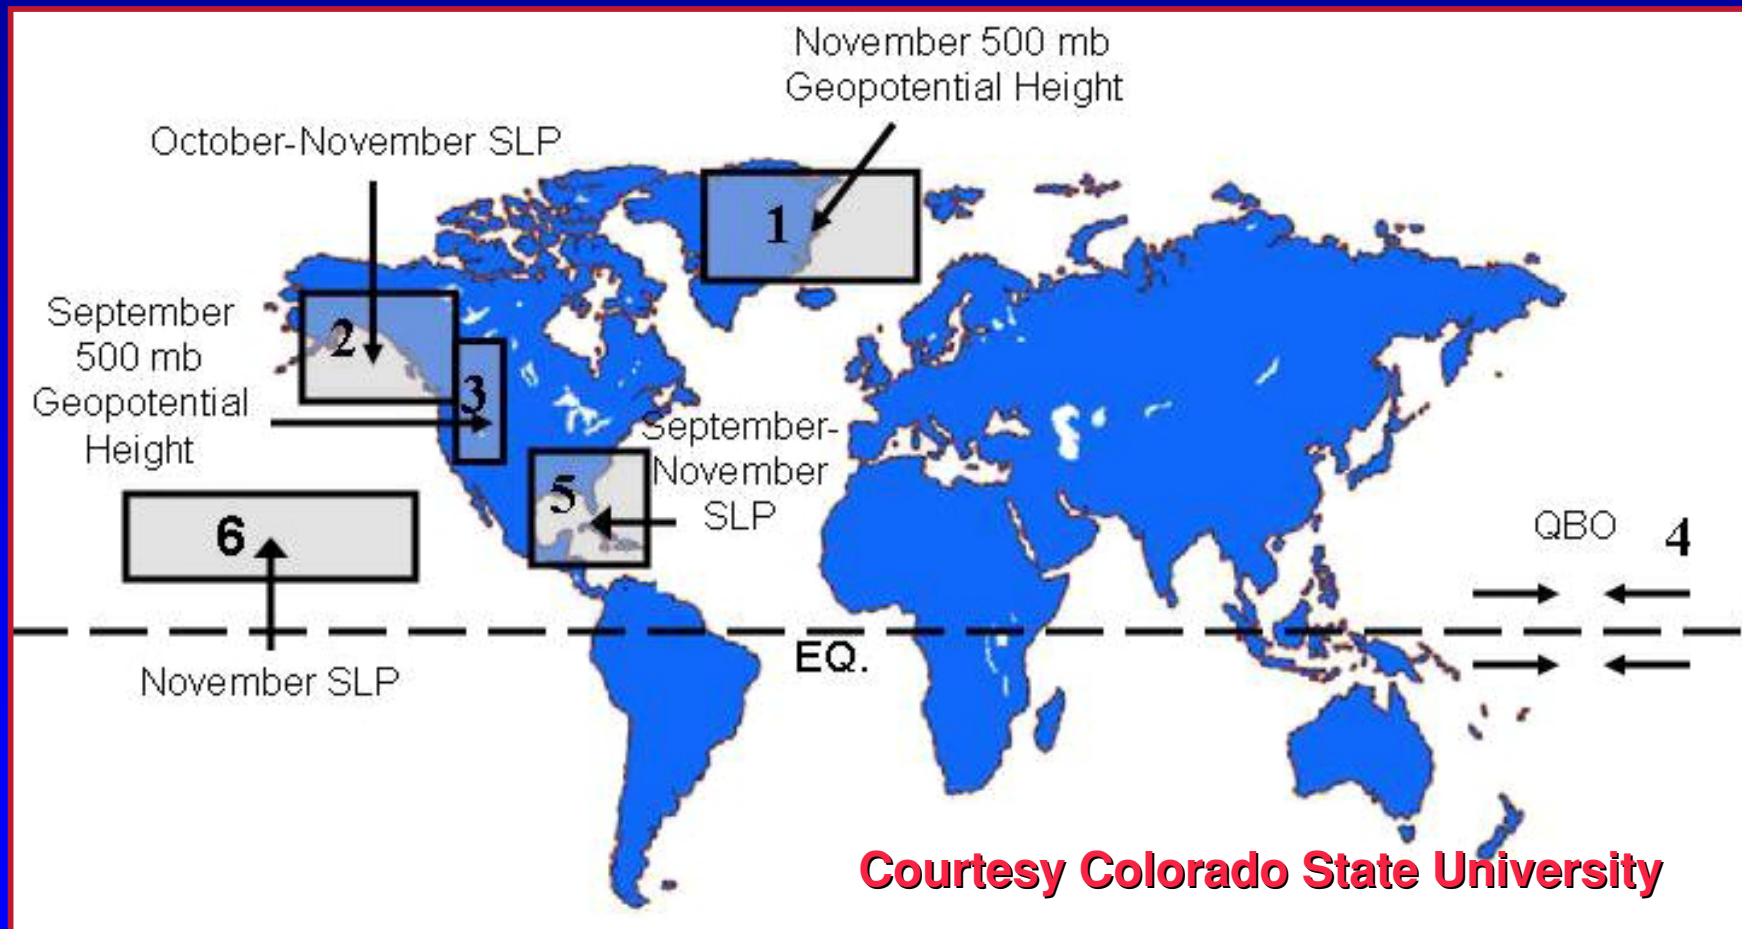 November 500 mb
Geopotential Height
October-November SLP
1
September
500 mb
Geopotential
Height
2
3
September-
November
SLP
5
6
QBO 4
EQ.
November SLP
Courtesy Colorado State University